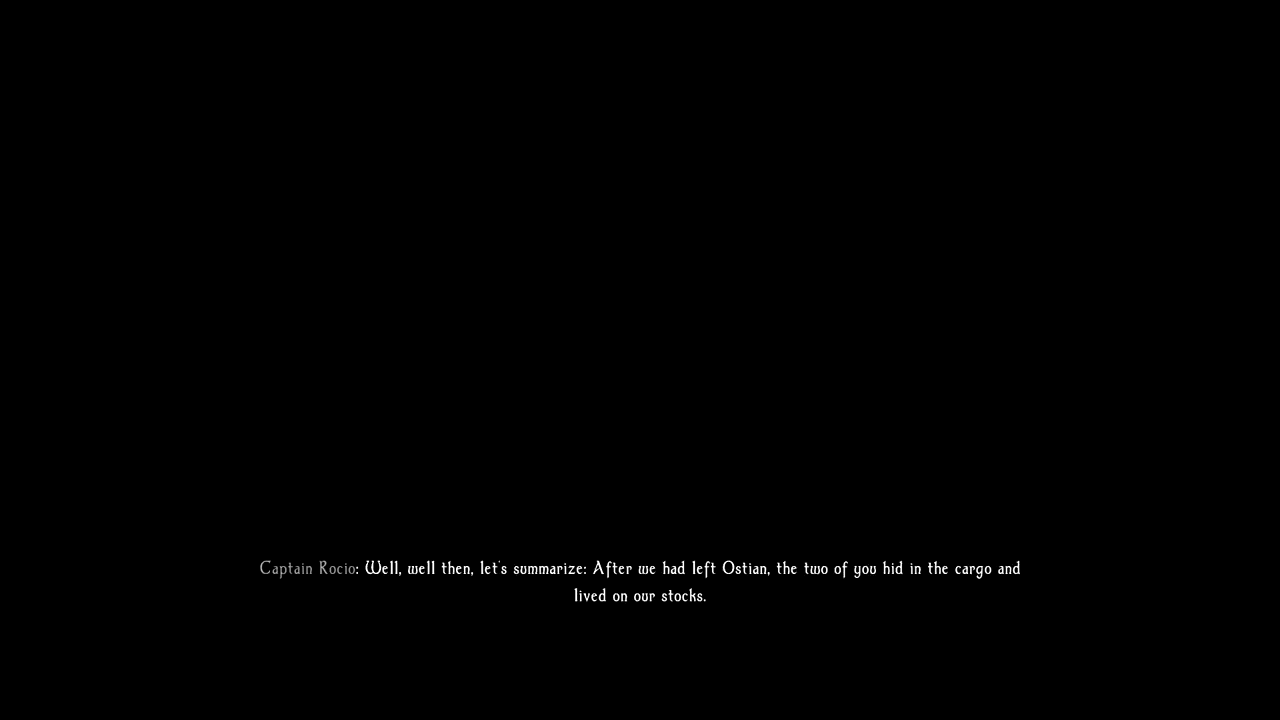 Captain Rocio: Well, well then, let's summarize: After we had left Ostian, the two of you hid in the cargo and
lived on our stocks.